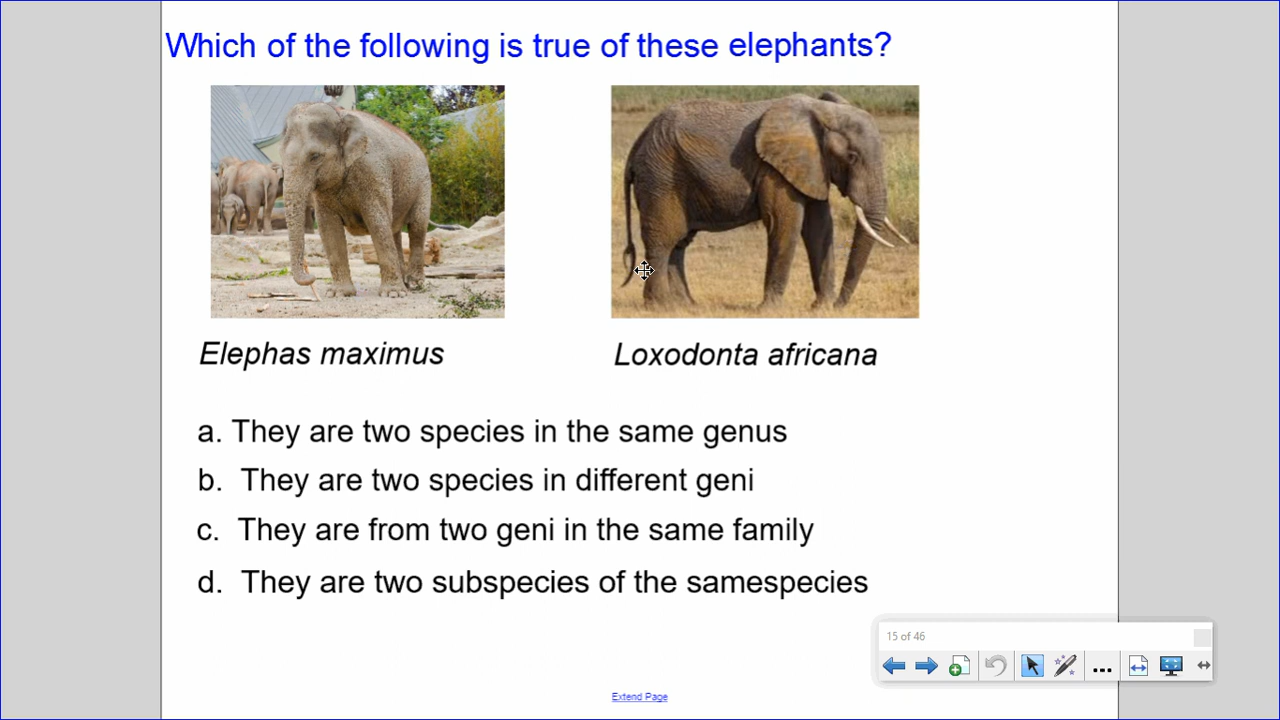 Which of the following is true of these elephants?
Elephas maximus
Loxodonta africana
a. They are two species in the same genus
b. They are two species in different geni
c. They are from two geni in the same family
d. They are two subspecies of the samespecies
15 of 46
Extend Page